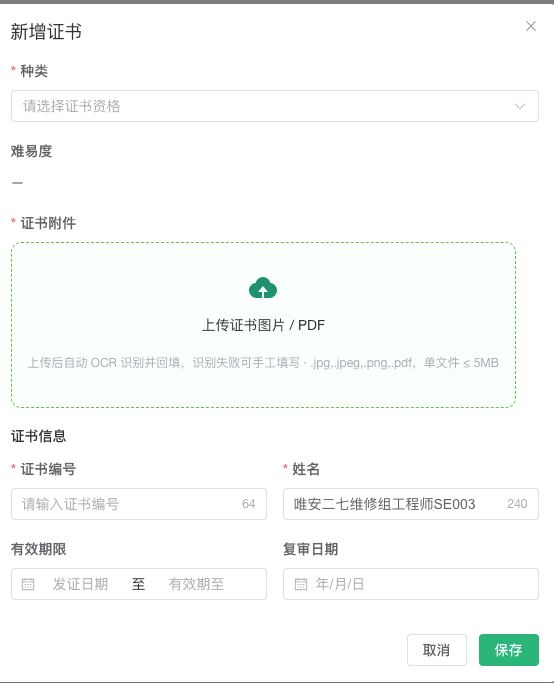 新增证书
* 种类
请选择证书资格
难易度
—
* 证书附件
上传证书图片 / PDF
上传后自动 OCR 识别并回填，识别失败可手工填写 · .jpg,.jpeg,.png,.pdf，单文件 ≤ 5MB
证书信息
* 证书编号 * 姓名
请输入证书编号 64 唯安二七维修组工程师SE003 240
有效期限 复审日期
发证日期 至 有效期至 年/月/日
取消 保存